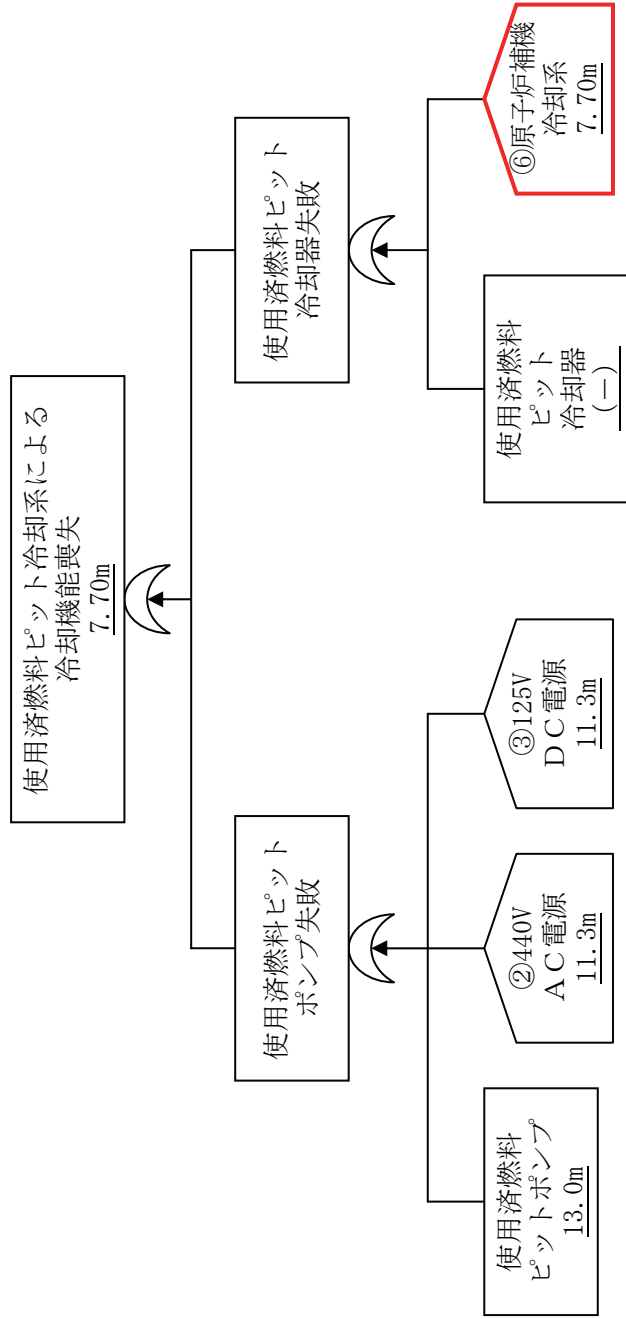 使用済燃料ピット冷却系による
冷却機能喪失
7.70m
使用済燃料ピット
ポンプ失敗
使用済燃料ピット
冷却器失敗
使用済燃料
ピットポンプ
13.0m
②440V
ＡＣ電源
11.3m
③125V
ＤＣ電源
11.3m
使用済燃料
ピット
冷却器
(－)
⑥原子炉補機
冷却系
7.70m